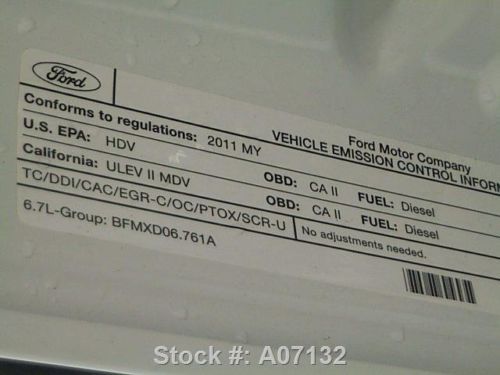 Ford
Ford Motor Company
VEHICLE EMISSION CONTROL INFORM
Conforms to regulations: 2011 MY
U.S. EPA: HDV OBD: CA II FUEL: Diesel
California: ULEV II MDV OBD: CA II FUEL: Diesel
TC/DDI/CAC/EGR-C/OC/PTOX/SCR-U No adjustments needed.
6.7L-Group: BFMXD06.761A
Stock #: A07132